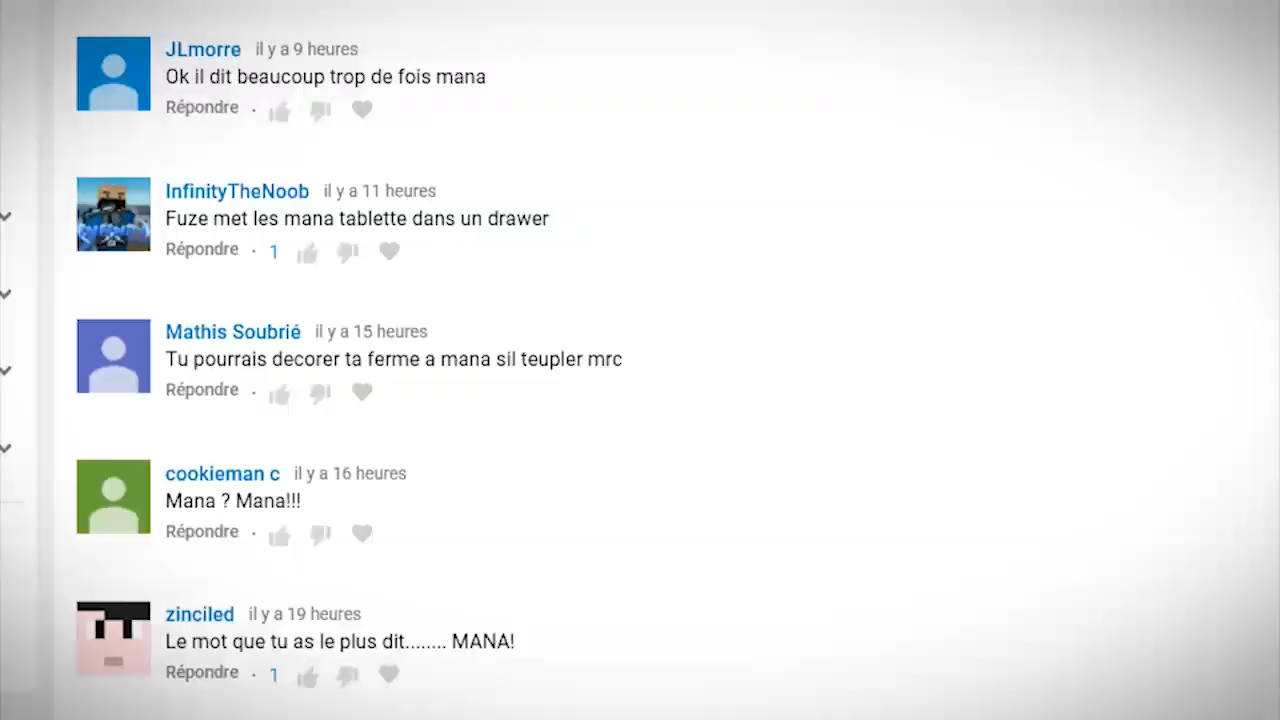 JLmorre il y a 9 heures
Ok il dit beaucoup trop de fois mana
Répondre ·
InfinityTheNoob il y a 11 heures
Fuze met les mana tablette dans un drawer
Répondre · 1
Mathis Soubrié il y a 15 heures
Tu pourrais decorer ta ferme a mana sil teupler mrc
Répondre ·
cookieman c il y a 16 heures
Mana ? Mana!!!
Répondre ·
zinciled il y a 19 heures
Le mot que tu as le plus dit........ MANA!
Répondre · 1